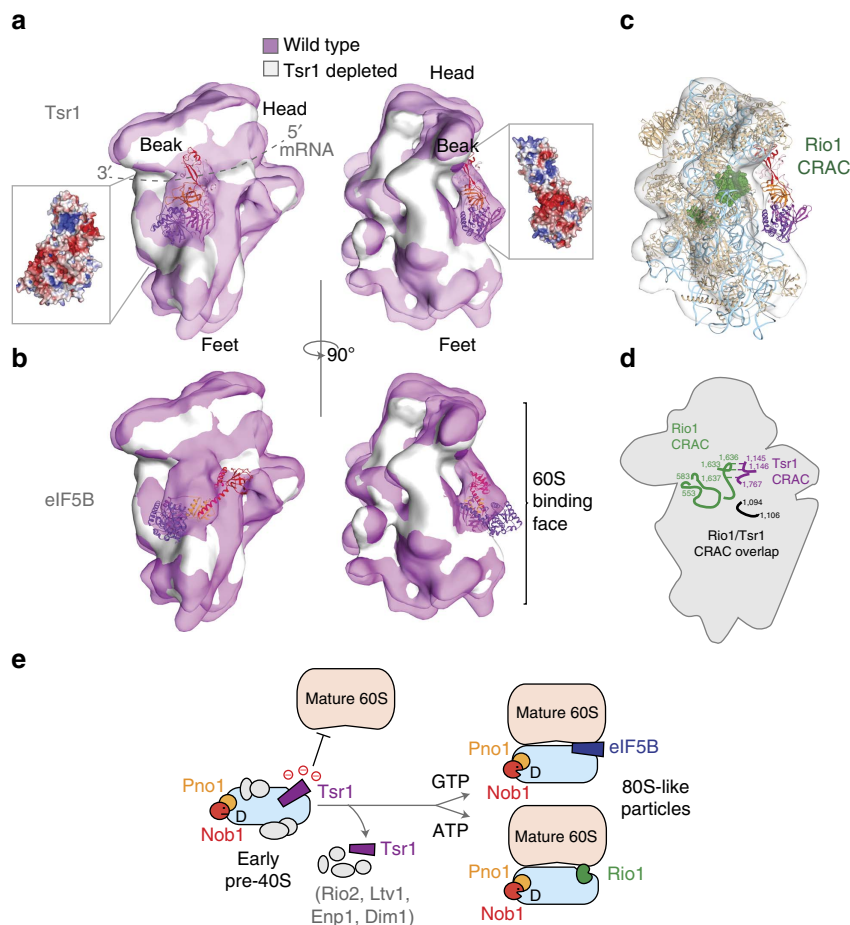 a
Wild type
Tsr1 depleted
Tsr1
Head
Beak
5′
mRNA
3′
Feet
Head
Beak
Feet
90°
b
eIF5B
60S
binding
face
c
Rio1
CRAC
d
Rio1
CRAC
1,636
1,633
1,637
583
553
1,145
1,146
1,767
Tsr1
CRAC
1,094
1,106
Rio1/Tsr1
CRAC overlap
e
Mature 60S
Pno1
Tsr1
D
Nob1
Early
pre-40S
Tsr1
(Rio2, Ltv1,
Enp1, Dim1)
GTP
ATP
Mature 60S
Pno1
eIF5B
D
Nob1
80S-like
particles
Mature 60S
Pno1
Rio1
D
Nob1